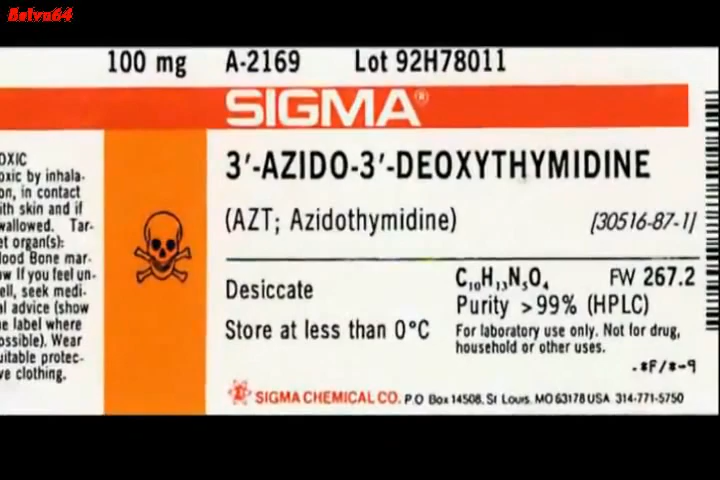 Belva64
100 mg A-2169 Lot 92H78011
SIGMA®
OXIC
oxic by inhala-
on, in contact
ith skin and if
wallowed. Tar-
et organ(s):
lood Bone mar-
w If you feel un-
ell, seek medi-
al advice (show
e label where
ossible). Wear
uitable protec-
ve clothing.
3'-AZIDO-3'-DEOXYTHYMIDINE
(AZT; Azidothymidine) [30516-87-1]
Desiccate
Store at less than 0°C
C₁₀H₁₃N₅O₄ FW 267.2
Purity >99% (HPLC)
For laboratory use only. Not for drug,
household or other uses.
SIGMA CHEMICAL CO. P.O Box 14508, St Louis, MO 63178 USA 314-771-5750